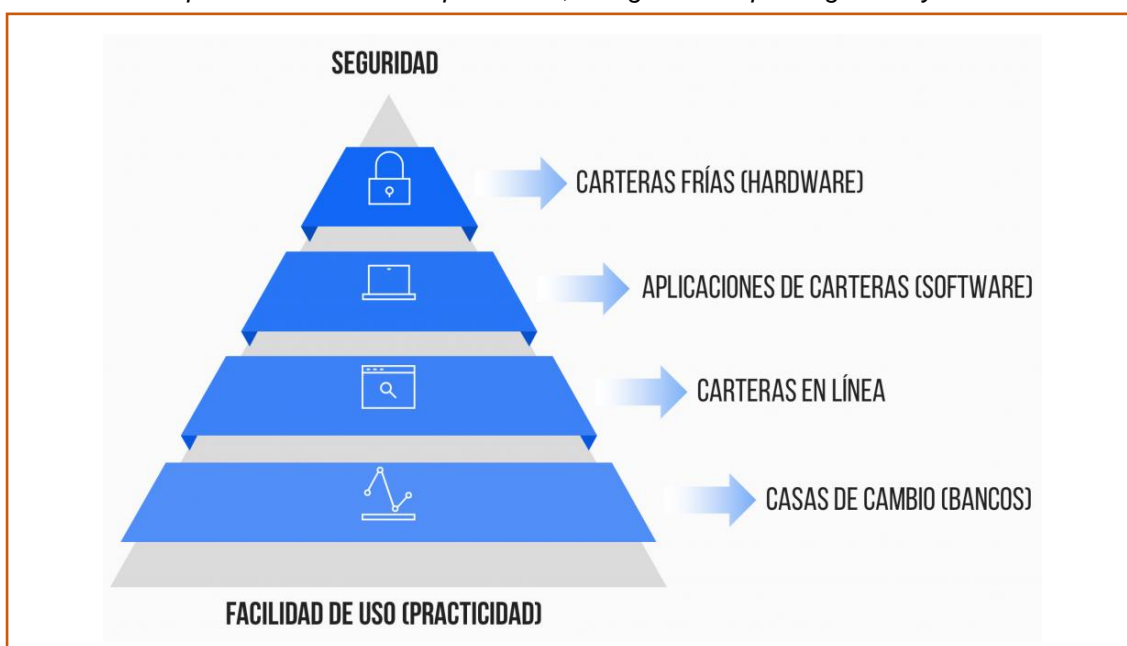 SEGURIDAD
CARTERAS FRÍAS (HARDWARE)
APLICACIONES DE CARTERAS (SOFTWARE)
CARTERAS EN LÍNEA
CASAS DE CAMBIO (BANCOS)
FACILIDAD DE USO (PRACTICIDAD)